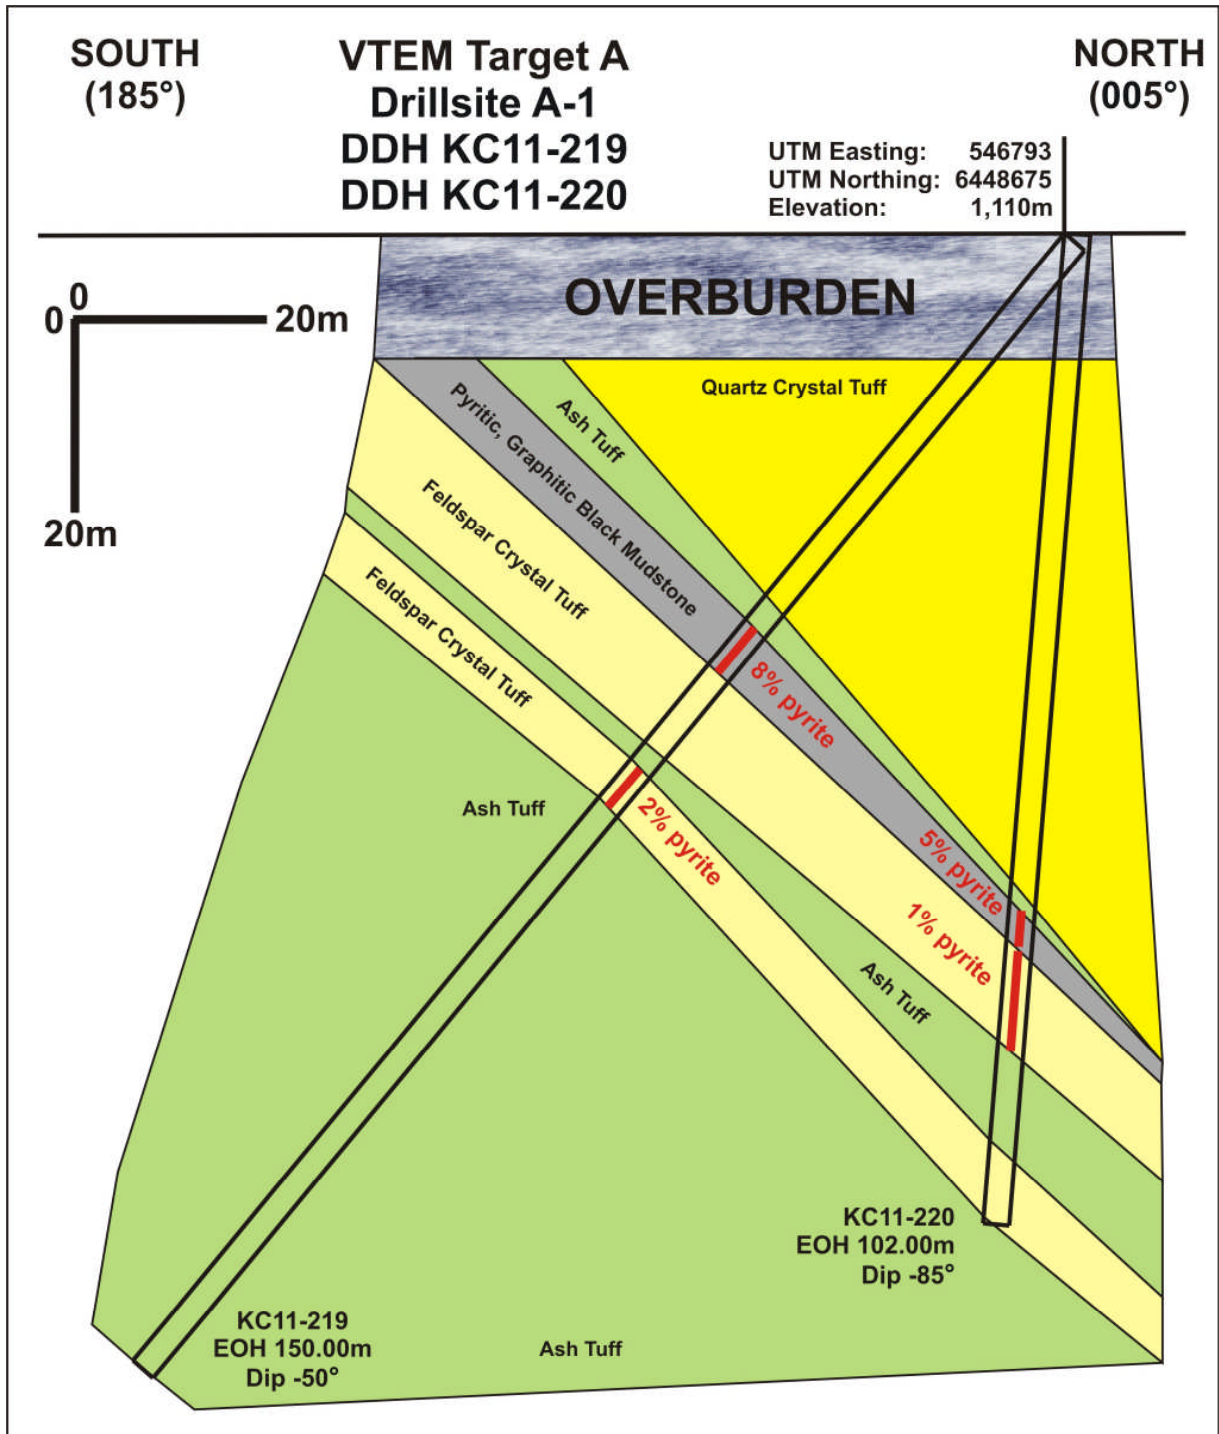 SOUTH
(185°)
VTEM Target A
Drillsite A-1
DDH KC11-219
DDH KC11-220
NORTH
(005°)
UTM Easting: 546793
UTM Northing: 6448675
Elevation: 1,110m
OVERBURDEN
0
0
20m
20m
Quartz Crystal Tuff
Ash Tuff
Pyritic, Graphitic Black Mudstone
Feldspar Crystal Tuff
Feldspar Crystal Tuff
8% pyrite
Ash Tuff
2% pyrite
5% pyrite
1% pyrite
Ash Tuff
KC11-220
EOH 102.00m
Dip -85°
KC11-219
EOH 150.00m
Dip -50°
Ash Tuff